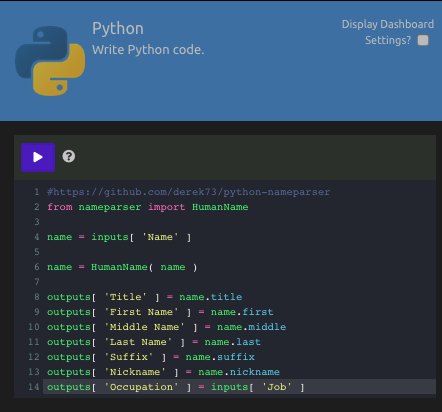 Python
Write Python code.
Display Dashboard
Settings?
1 #https://github.com/derek73/python-nameparser
2 from nameparser import HumanName
3
4 name = inputs[ 'Name' ]
5
6 name = HumanName( name )
7
8 outputs[ 'Title' ] = name.title
9 outputs[ 'First Name' ] = name.first
10 outputs[ 'Middle Name' ] = name.middle
11 outputs[ 'Last Name' ] = name.last
12 outputs[ 'Suffix' ] = name.suffix
13 outputs[ 'Nickname' ] = name.nickname
14 outputs[ 'Occupation' ] = inputs[ 'Job' ]